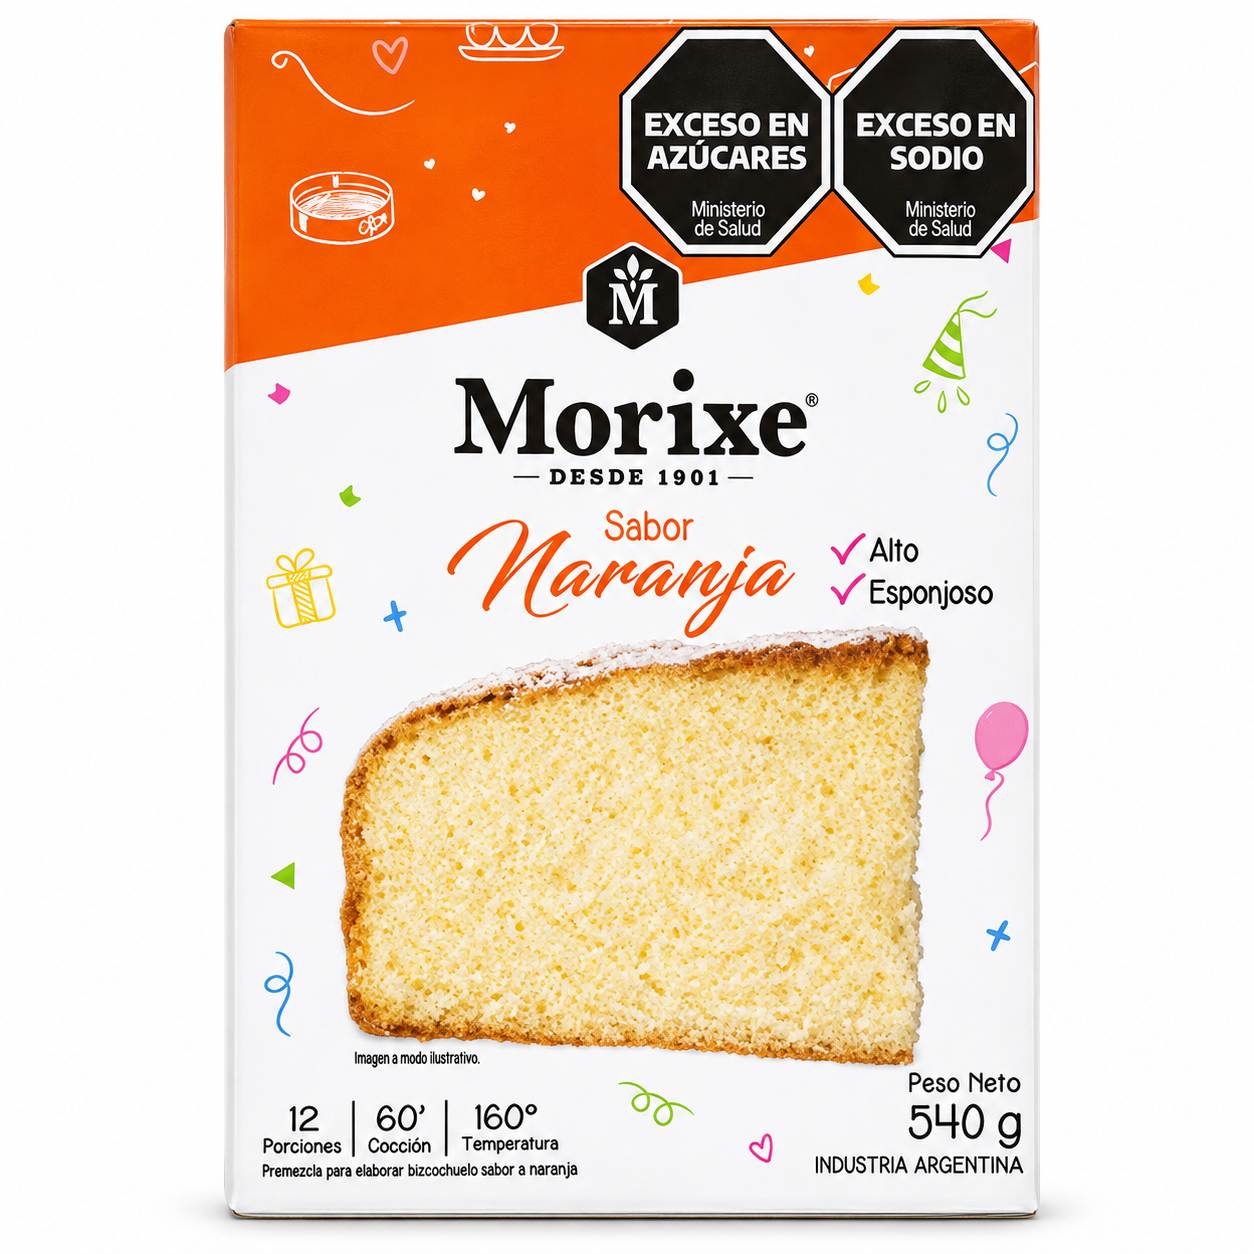 EXCESO EN
AZÚCARES
Ministerio
de Salud
EXCESO EN
SODIO
Ministerio
de Salud
M
Morixe®
DESDE 1901
Sabor
Naranja
Alto
Esponjoso
Imagen a modo ilustrativo.
12
Porciones
60’
Cocción
160°
Temperatura
Premezcla para elaborar bizcochuelo sabor a naranja
Peso Neto
540 g
INDUSTRIA ARGENTINA